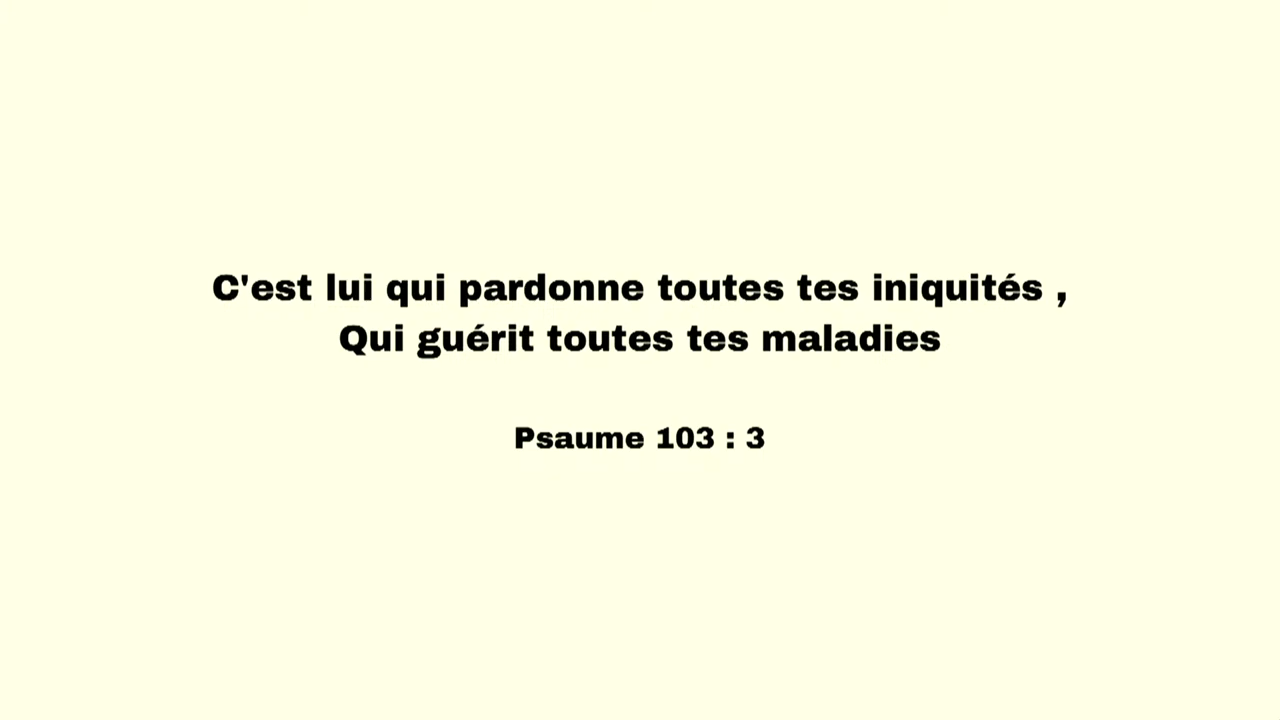 C'est lui qui pardonne toutes tes iniquités ,
Qui guérit toutes tes maladies
Psaume 103 : 3